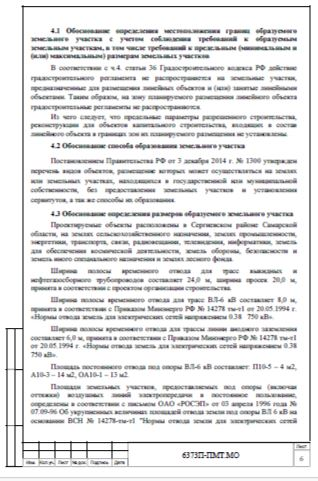 4.1 Обоснование определения местоположения границ образуемого
земельного участка с учетом соблюдения требований к образуемым
земельным участкам, в том числе требований к предельным (минимальным и
(или) максимальным) размерам земельных участков
В соответствии с ч.4. статьи 36 Градостроительного кодекса РФ действие
градостроительного регламента не распространяется на земельные участки,
предназначенные для размещения линейных объектов и (или) занятые линейными
объектами. Таким образом, на зону планируемого размещения линейного объекта
градостроительные регламенты не распространяются.
Из чего следует, что предельные параметры разрешенного строительства,
реконструкции для объектов капитального строительства, входящих в состав
линейного объекта в границах зон их планируемого размещения не установлены.
4.2 Обоснование способа образования земельного участка
Постановлением Правительства РФ от 3 декабря 2014 г. № 1300 утвержден
перечень видов объектов, размещение которых может осуществляться на землях
или земельных участках, находящихся в государственной или муниципальной
собственности, без предоставления земельных участков и установления
сервитутов, а так же способы их образования.
4.3 Обоснование определения размеров образуемого земельного участка
Проектируемые объекты расположены в Сергиевском районе Самарской
области, на землях сельскохозяйственного назначения, землях промышленности,
энергетики, транспорта, связи, радиовещания, телевидения, информатики, земель
для обеспечения космической деятельности, земель обороны, безопасности и
земель иного специального назначения и землях лесного фонда.
Ширина полосы временного отвода для трасс выкидных и
нефтегазосборного трубопроводов составляет 24,0 м, ширина просек 20,0 м,
принята в соответствии с проектом организации строительства.
Ширина полосы временного отвода для трасс ВЛ-6 кВ составляет 8,0 м,
принята в соответствии с Приказом Минэнерго РФ № 14278 тм-т1 от 20.05.1994 г.
«Нормы отвода земель для электрических сетей напряжением 0.38 750 кВ».
Ширина полосы временного отвода для трассы линии анодного заземления
составляет 6,0 м, принята в соответствии с Приказом Минэнерго РФ № 14278 тм-т1
от 20.05.1994 г. «Нормы отвода земель для электрических сетей напряжением 0.38
750 кВ».
Площадь постоянного отвода под опоры ВЛ-6 кВ составляет: П10-5 – 4 м2,
А10-3 – 14 м2, ОА10-1 – 13 м2.
Площади земельных участков, предоставляемых под опоры (включая
оттяжки) воздушных линий электропередачи в постоянное пользование,
определены в соответствии с письмом ОАО «РОСЭП» от 03 апреля 1996 года №
07.09-96 Об укрупненных величинах площадей отвода земли под опоры ВЛ 6 кВ на
основании ВСН № 14278-тм-т1 "Нормы отвода земли для электрических сетей
Изм. Кол.уч. Лист №док. Подпись Дата
6373П-ПМТ.МО
Лист
6